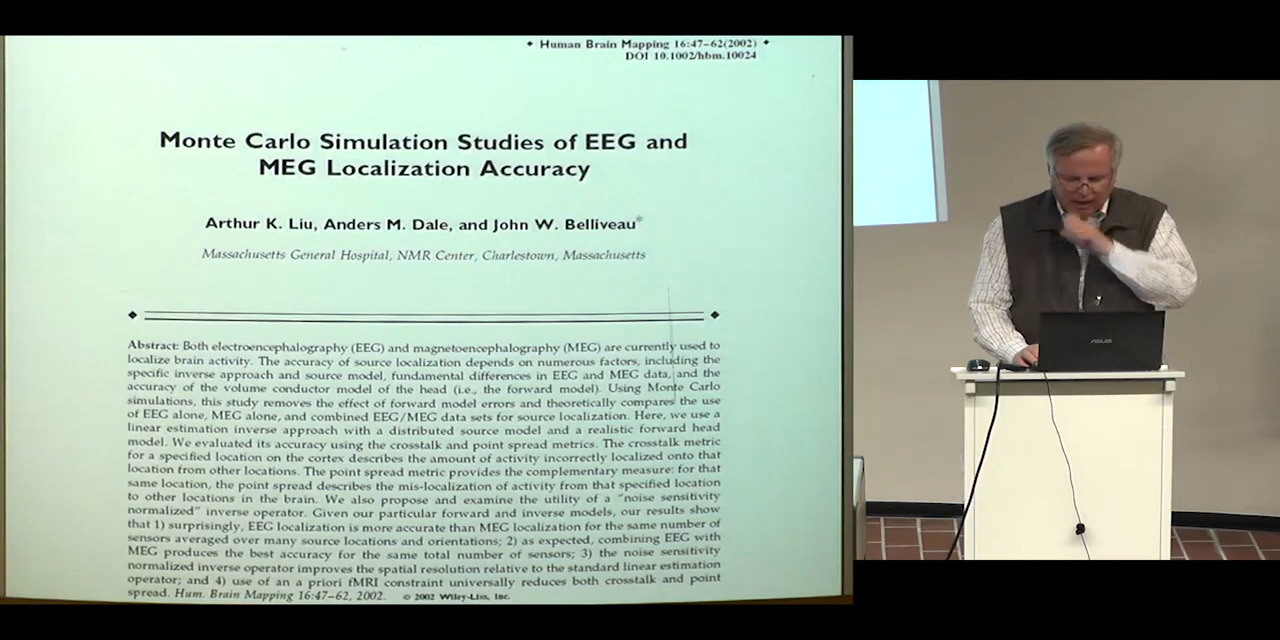 ◆ Human Brain Mapping 16:47–62(2002) ◆
DOI 10.1002/hbm.10024
Monte Carlo Simulation Studies of EEG and
MEG Localization Accuracy
Arthur K. Liu, Anders M. Dale, and John W. Belliveau*
Massachusetts General Hospital, NMR Center, Charlestown, Massachusetts
Abstract: Both electroencephalography (EEG) and magnetoencephalography (MEG) are currently used to
localize brain activity. The accuracy of source localization depends on numerous factors, including the
specific inverse approach and source model, fundamental differences in EEG and MEG data, and the
accuracy of the volume conductor model of the head (i.e., the forward model). Using Monte Carlo
simulations, this study removes the effect of forward model errors and theoretically compares the use
of EEG alone, MEG alone, and combined EEG/MEG data sets for source localization. Here, we use a
linear estimation inverse approach with a distributed source model and a realistic forward head
model. We evaluated its accuracy using the crosstalk and point spread metrics. The crosstalk metric
for a specified location on the cortex describes the amount of activity incorrectly localized onto that
location from other locations. The point spread metric provides the complementary measure: for that
same location, the point spread describes the mis-localization of activity from that specified location
to other locations in the brain. We also propose and examine the utility of a "noise sensitivity
normalized" inverse operator. Given our particular forward and inverse models, our results show
that 1) surprisingly, EEG localization is more accurate than MEG localization for the same number of
sensors averaged over many source locations and orientations; 2) as expected, combining EEG with
MEG produces the best accuracy for the same total number of sensors; 3) the noise sensitivity
normalized inverse operator improves the spatial resolution relative to the standard linear estimation
operator; and 4) use of an a priori fMRI constraint universally reduces both crosstalk and point
spread. Hum. Brain Mapping 16:47–62, 2002. © 2002 Wiley-Liss, Inc.
ASUS